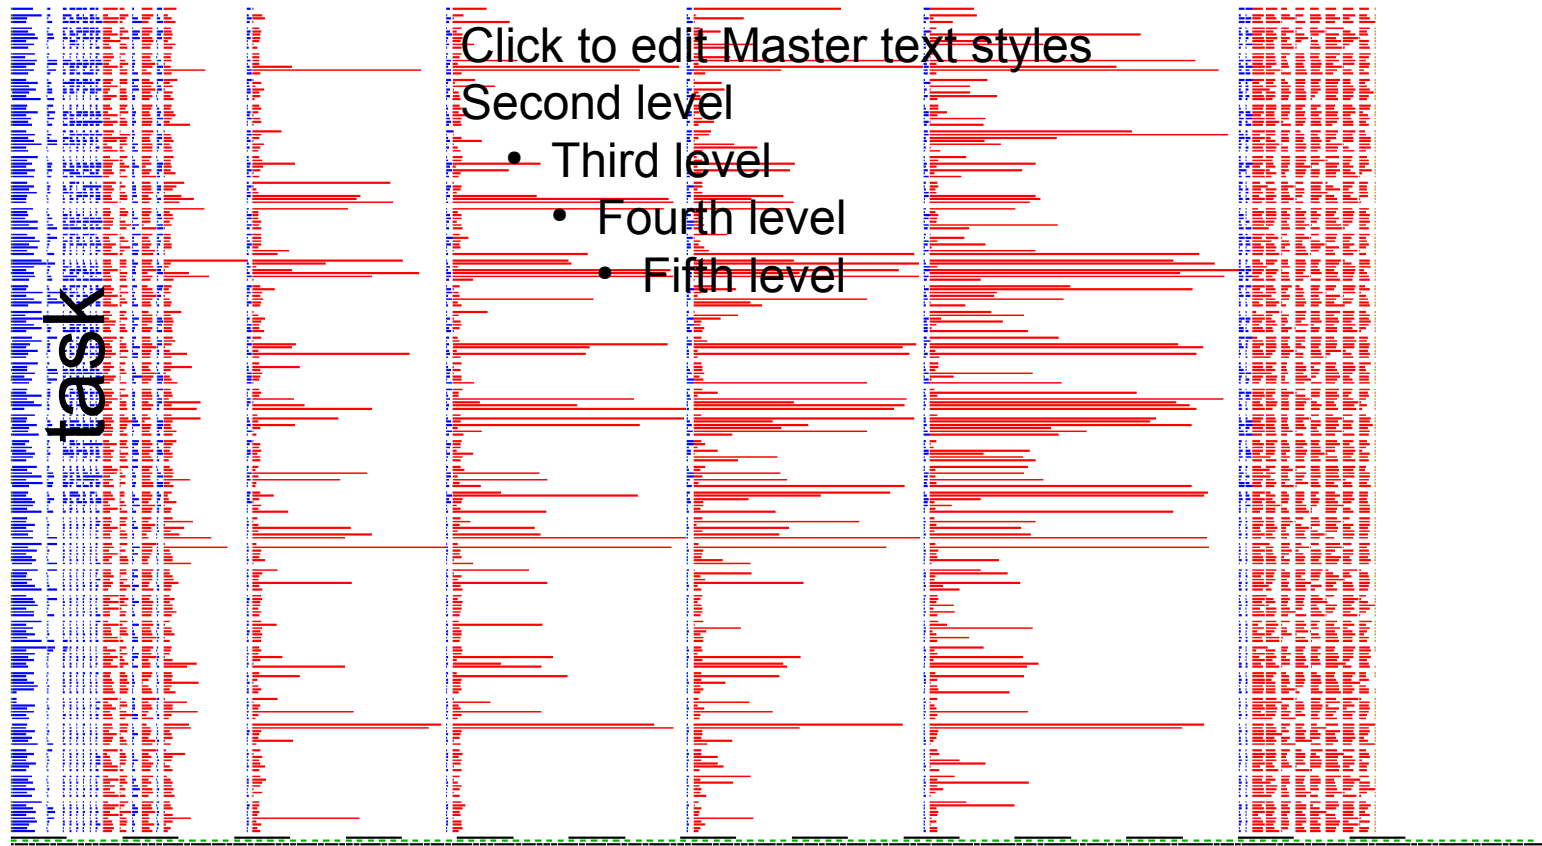 Click to edit Master text styles
Second level
• Third level
• Fourth level
• Fifth level
task